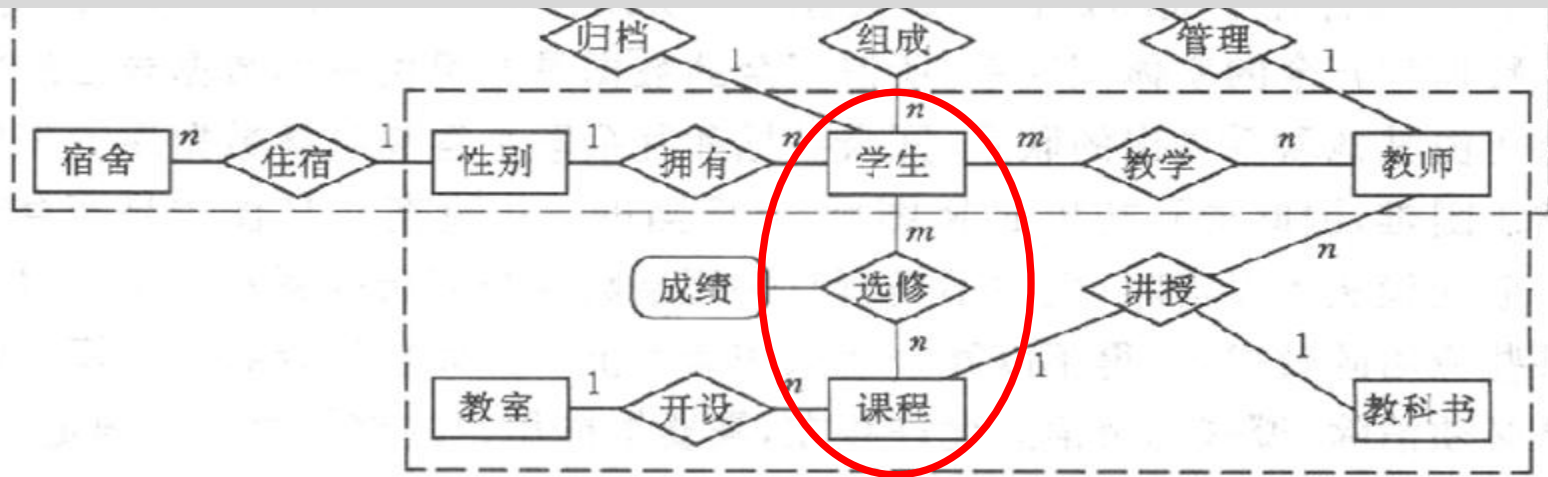 归档 组成 管理
1 1
n
宿舍 n 住宿 1 性别 1 拥有 n 学生 m 教学 n 教师
m n
成绩 选修 讲授
n 1 1
教室 1 开设 n 课程 教科书